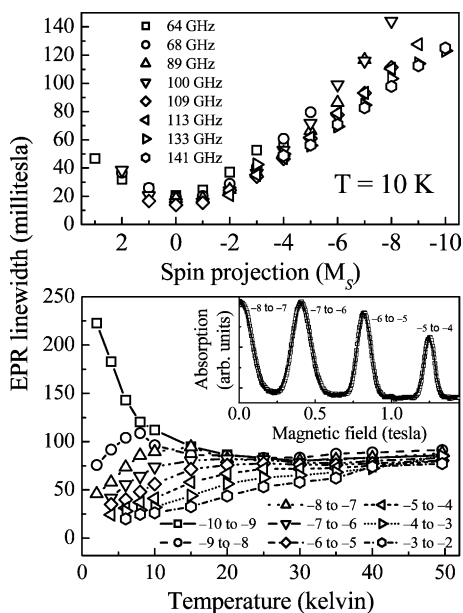 140
120
100
80
60
40
20
0
64 GHz
68 GHz
89 GHz
100 GHz
109 GHz
113 GHz
133 GHz
141 GHz
T = 10 K
2 0 -2 -4 -6 -8 -10
Spin projection (M_S)
EPR linewidth (millitesla)
250
200
150
100
50
0
Absorption
(arb. units)
–8 to –7
–7 to –6
–6 to –5
–5 to –4
0.0 0.5 1.0
Magnetic field (tesla)
–8 to –7 –5 to –4
–10 to –9 –7 to –6 –4 to –3
–9 to –8 –6 to –5 –3 to –2
0 10 20 30 40 50
Temperature (kelvin)